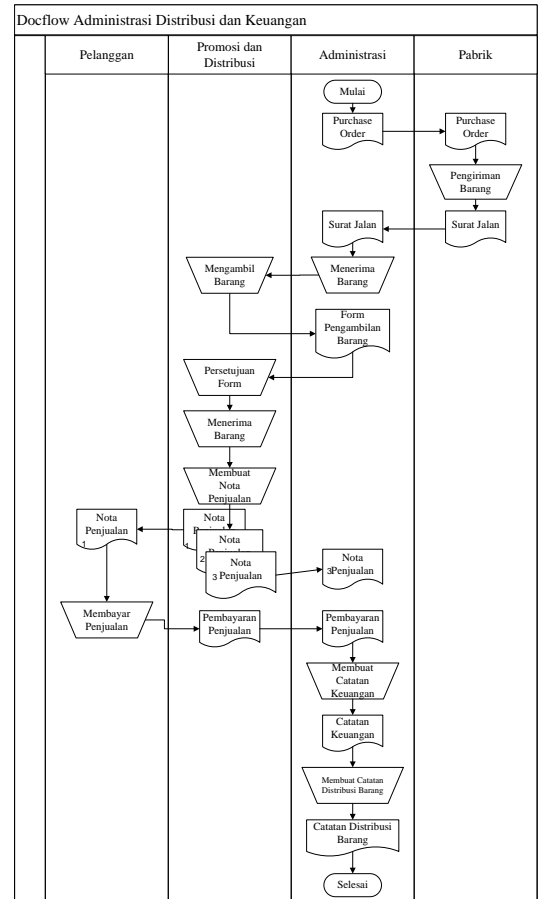 Docflow Administrasi Distribusi dan Keuangan
Pelanggan
Promosi dan
Distribusi
Administrasi
Pabrik
Mulai
Purchase
Order
Purchase
Order
Pengiriman
Barang
Surat Jalan
Surat Jalan
Mengambil
Barang
Menerima
Barang
Form
Pengambilan
Barang
Persetujuan
Form
Menerima
Barang
Membuat
Nota
Penjualan
Nota
Penjualan
1
Nota
1
Nota
2
Nota
3 Penjualan
Nota
3Penjualan
Membayar
Penjualan
Pembayaran
Penjualan
Pembayaran
Penjualan
Membuat
Catatan
Keuangan
Catatan
Keuangan
Membuat Catatan
Distribusi Barang
Catatan Distribusi
Barang
Selesai